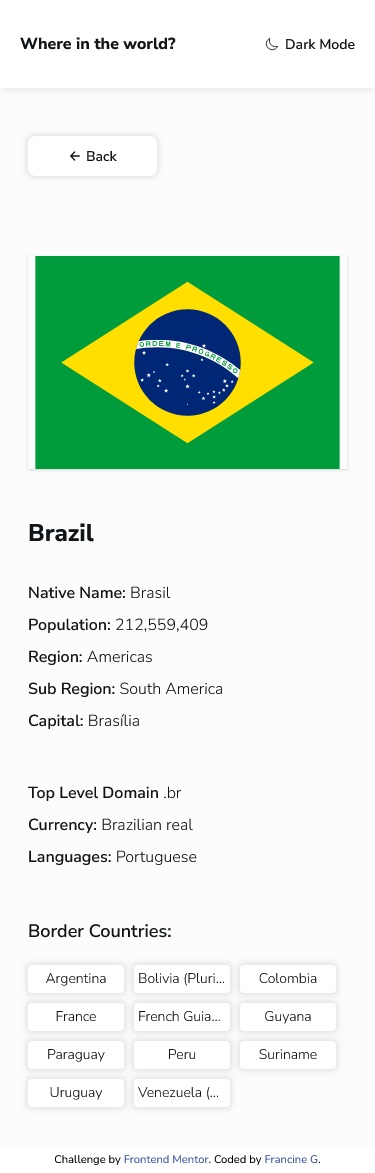 Where in the world? Dark Mode
← Back
ORDEM E PROGRESSO
Brazil
Native Name: Brasil
Population: 212,559,409
Region: Americas
Sub Region: South America
Capital: Brasília
Top Level Domain .br
Currency: Brazilian real
Languages: Portuguese
Border Countries:
Argentina Bolivia (Pluri... Colombia
France French Guia... Guyana
Paraguay Peru Suriname
Uruguay Venezuela (...
Challenge by Frontend Mentor. Coded by Francine G.